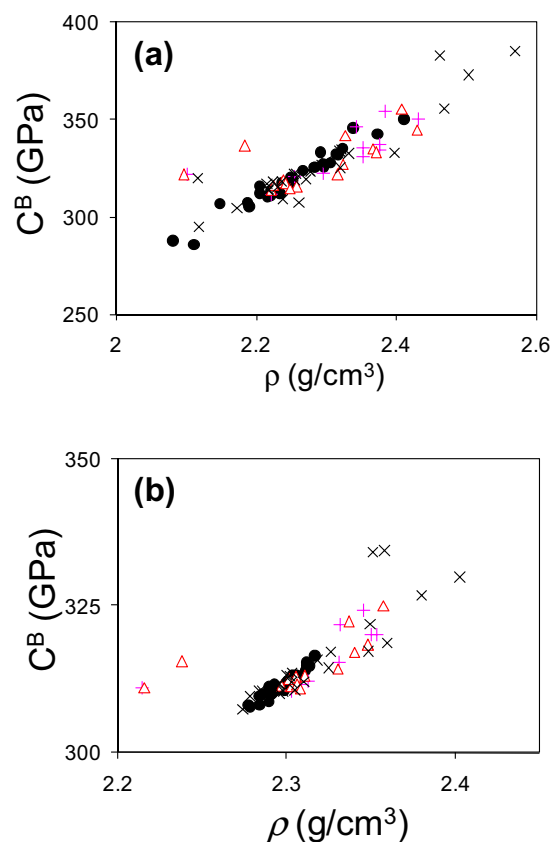 400
(a)
350
C^B (GPa)
300
250
2 2.2 2.4 2.6
ρ (g/cm³)
350
(b)
325
C^B (GPa)
300
2.2 2.3 2.4
ρ (g/cm³)